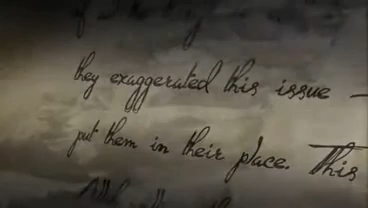 they exaggerated this issue –
put them in their place. This